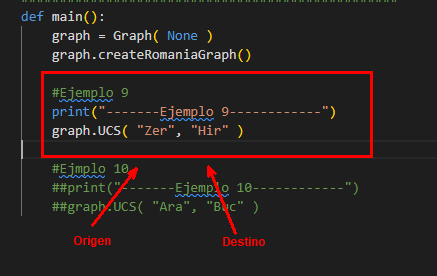 def main():
graph = Graph( None )
graph.createRomaniaGraph()
#Ejemplo 9
print("-------Ejemplo 9------------")
graph.UCS( "Zer", "Hir" )
#Ejmplo 10
##print("-------Ejemplo 10------------")
##graph.UCS( "Ara", "Buc" )
Origen
Destino